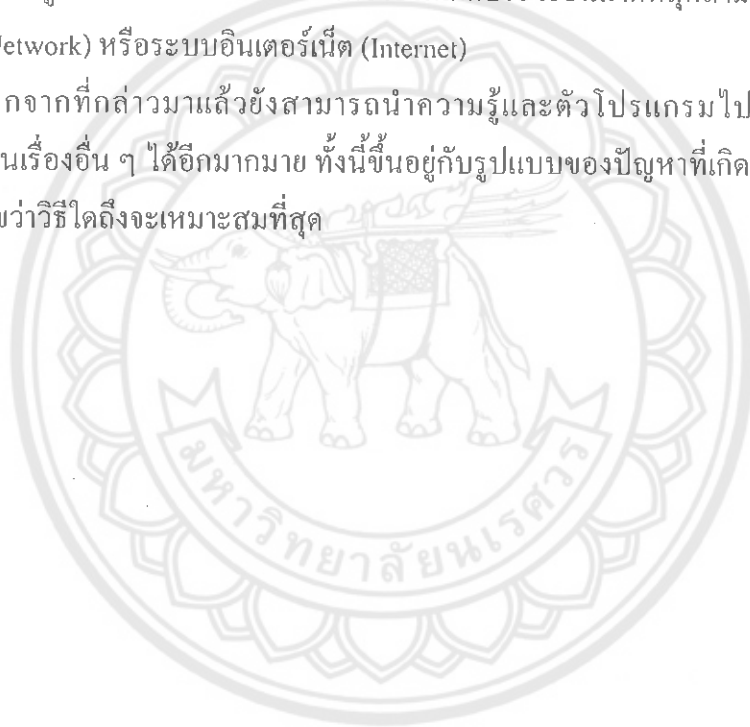 etwork) หรือระบบอินเตอร์เน็ต (Internet)
กจากที่กล่าวมาแล้วยังสามารถนำความรู้และตัวโปรแกรมไป
นเรื่องอื่น ๆ ได้อีกมากมาย ทั้งนี้ขึ้นอยู่กับรูปแบบของปัญหาที่เกิด
ว่าวิธีใดถึงจะเหมาะสมที่สุด
มหาวิทยาลัยนเรศวร